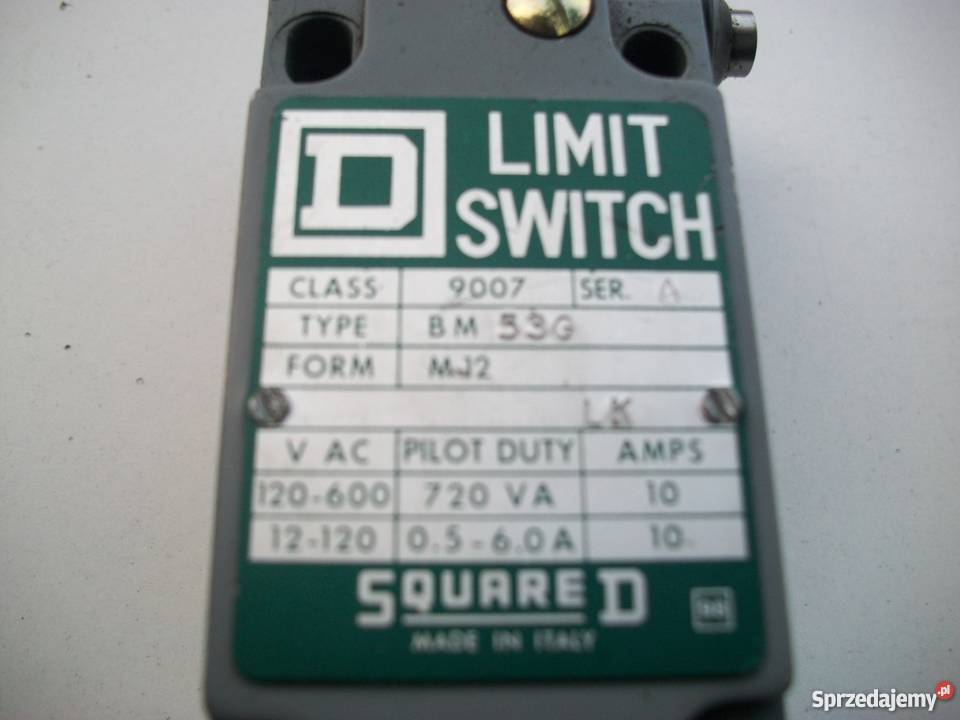 D LIMIT
SWITCH
CLASS 9007 SER. A
TYPE BM 53G
FORM MJ2
LK
V AC PILOT DUTY AMPS
120-600 720 VA 10
12-120 0.5-6.0A 10
SQUARE D
MADE IN ITALY
Sprzedajemy.pl